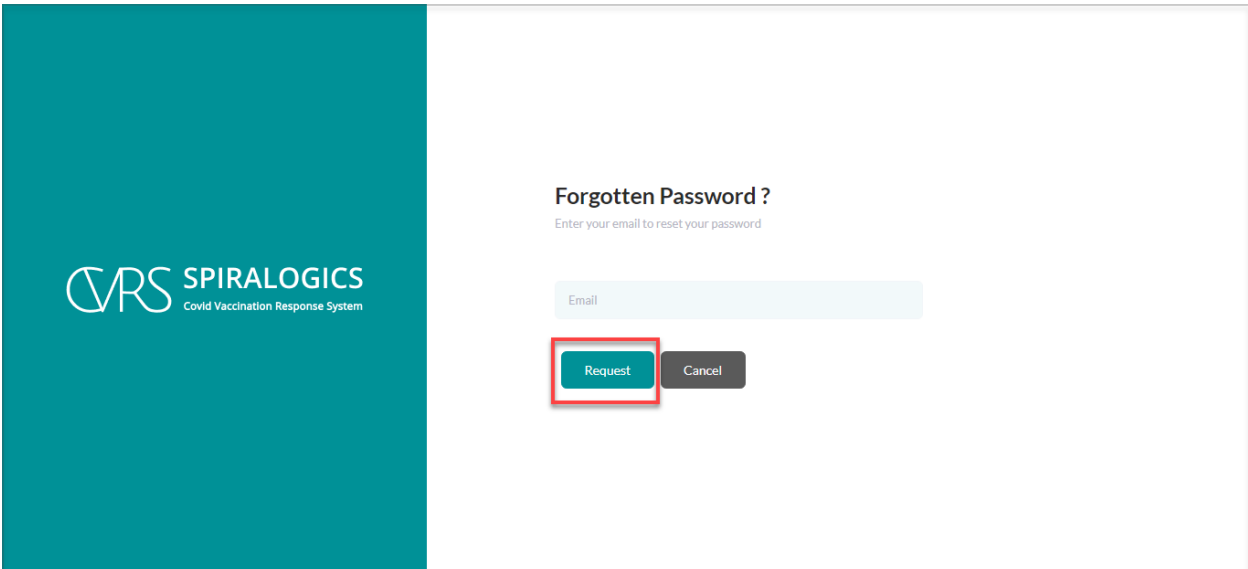 CVRS SPIRALOGICS
Covid Vaccination Response System
Forgotten Password ?
Enter your email to reset your password
Email
Request Cancel